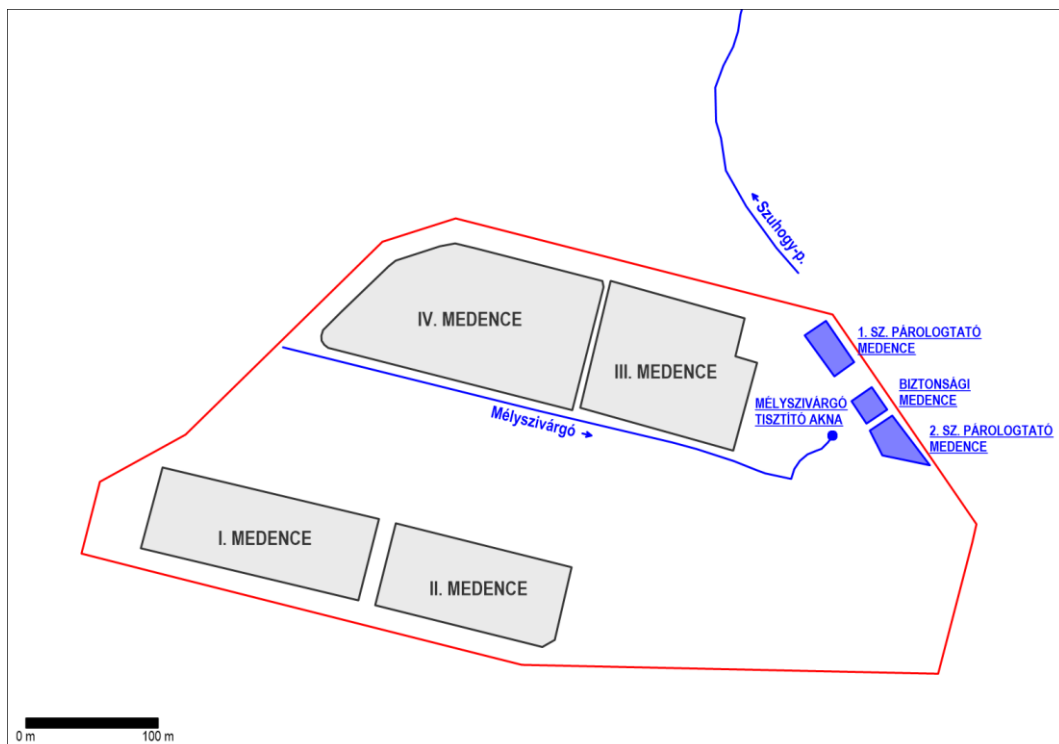 Szuhogy-p.
IV. MEDENCE
III. MEDENCE
1. SZ. PÁROLOGTATÓ
MEDENCE
BIZTONSÁGI
MEDENCE
MÉLYSZIVÁRGÓ
TISZTÍTÓ AKNA
2. SZ. PÁROLOGTATÓ
MEDENCE
Mélyszivárgó
I. MEDENCE
II. MEDENCE
0 m 100 m